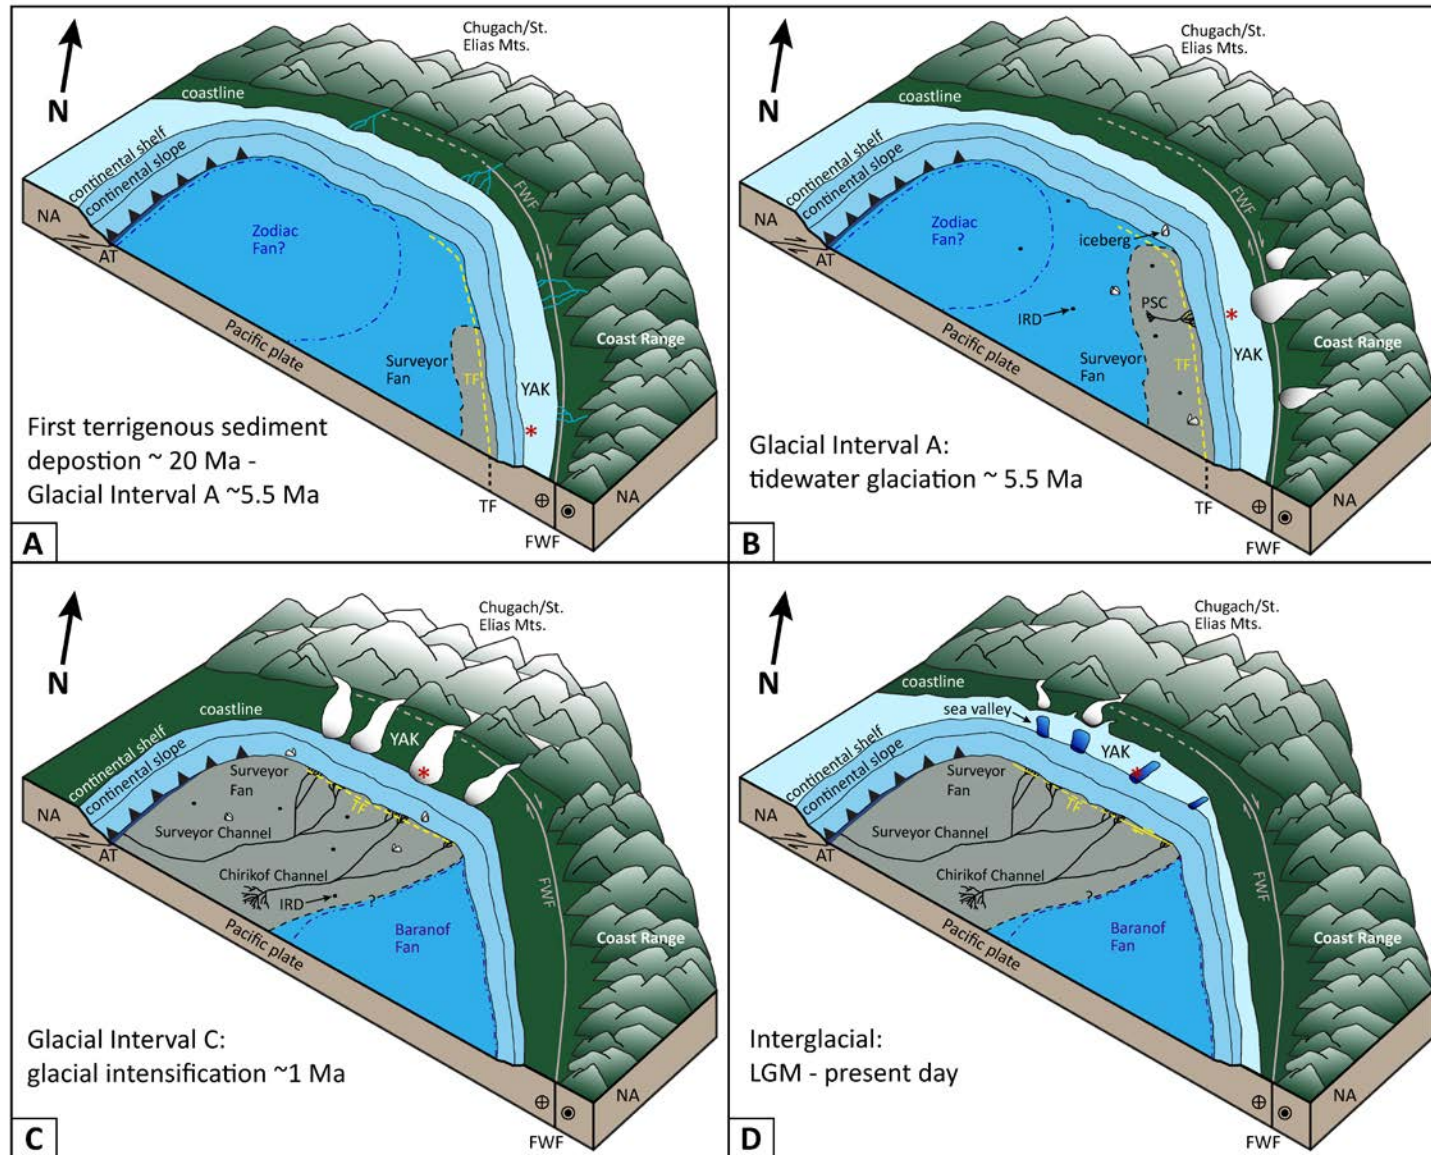 Chugach/St.
Elias Mts.
N
coastline
continental shelf
continental slope
FWF
NA
AT
Zodiac
Fan?
Coast Range
Pacific plate
Surveyor
Fan
TF
YAK
*
First terrigenous sediment
depostion ~ 20 Ma -
Glacial Interval A ~5.5 Ma
TF
NA
FWF
A
Chugach/St.
Elias Mts.
N
coastline
continental shelf
continental slope
FWF
NA
AT
Zodiac
Fan?
iceberg
IRD
PSC
*
Coast Range
Pacific plate
Surveyor
Fan
TF
YAK
Glacial Interval A:
tidewater glaciation ~ 5.5 Ma
TF
NA
FWF
B
Chugach/St.
Elias Mts.
N
coastline
continental shelf
continental slope
YAK
*
NA
AT
Surveyor
Fan
TF
Surveyor Channel
Chirikof Channel
IRD
?
FWF
Pacific plate
Baranof
Fan
Coast Range
Glacial Interval C:
glacial intensification ~1 Ma
NA
FWF
C
Chugach/St.
Elias Mts.
N
coastline
sea valley
continental shelf
continental slope
YAK
*
NA
AT
Surveyor
Fan
TF
Surveyor Channel
Chirikof Channel
?
FWF
Pacific plate
Baranof
Fan
Coast Range
Interglacial:
LGM - present day
NA
FWF
D